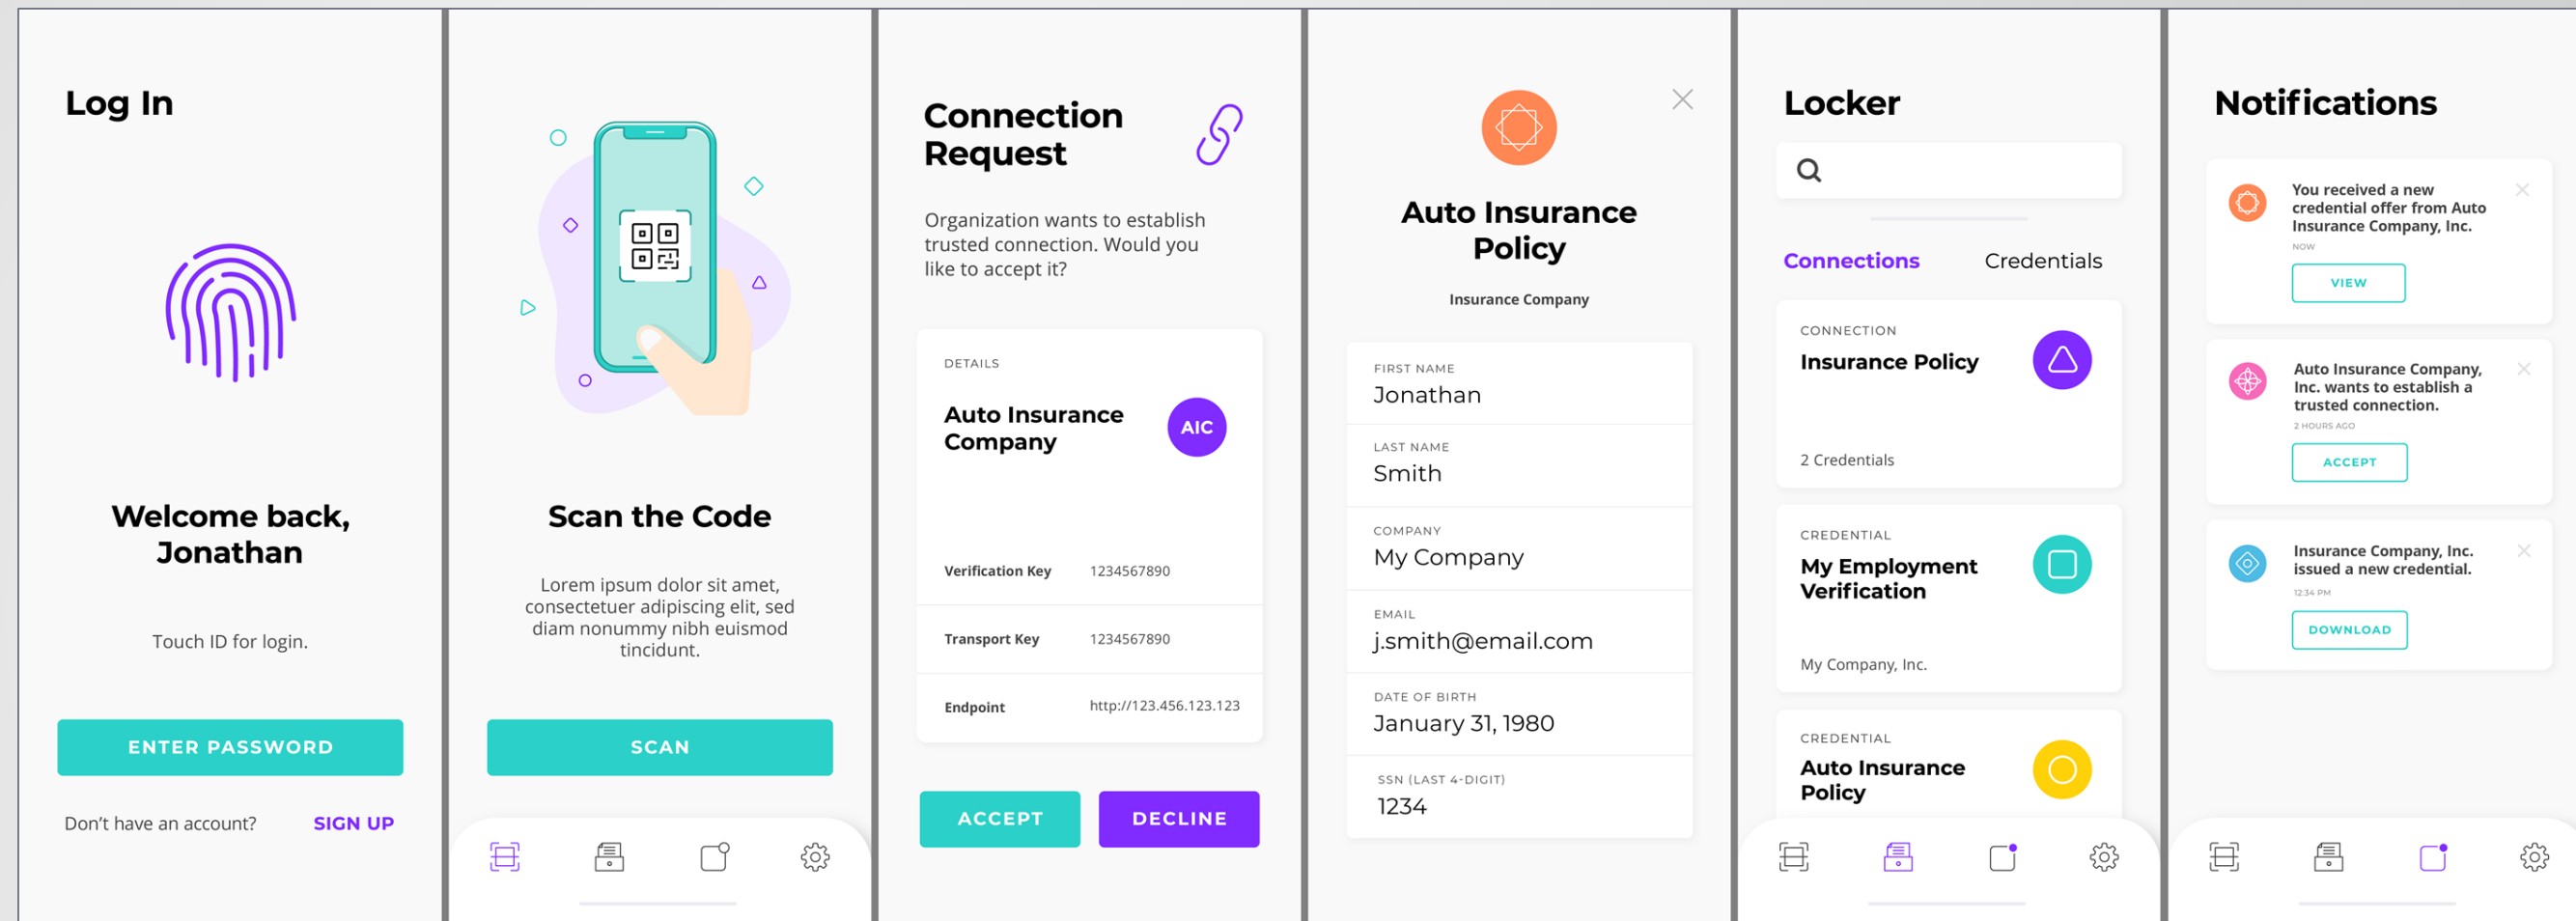 Log In
Welcome back,
Jonathan
Touch ID for login.
ENTER PASSWORD
Don't have an account? SIGN UP
Scan the Code
Lorem ipsum dolor sit amet,
consectetuer adipiscing elit, sed
diam nonummy nibh euismod
tincidunt.
SCAN
Connection
Request
Organization wants to establish
trusted connection. Would you
like to accept it?
DETAILS
Auto Insurance
Company
AIC
Verification Key 1234567890
Transport Key 1234567890
Endpoint http://123.456.123.123
ACCEPT DECLINE
Auto Insurance
Policy
Insurance Company
FIRST NAME
Jonathan
LAST NAME
Smith
COMPANY
My Company
EMAIL
j.smith@email.com
DATE OF BIRTH
January 31, 1980
SSN (LAST 4-DIGIT)
1234
Locker
Connections Credentials
CONNECTION
Insurance Policy
2 Credentials
CREDENTIAL
My Employment
Verification
My Company, Inc.
CREDENTIAL
Auto Insurance
Policy
Notifications
You received a new
credential offer from Auto
Insurance Company, Inc.
NOW
VIEW
Auto Insurance Company,
Inc. wants to establish a
trusted connection.
2 HOURS AGO
ACCEPT
Insurance Company, Inc.
issued a new credential.
12:34 PM
DOWNLOAD